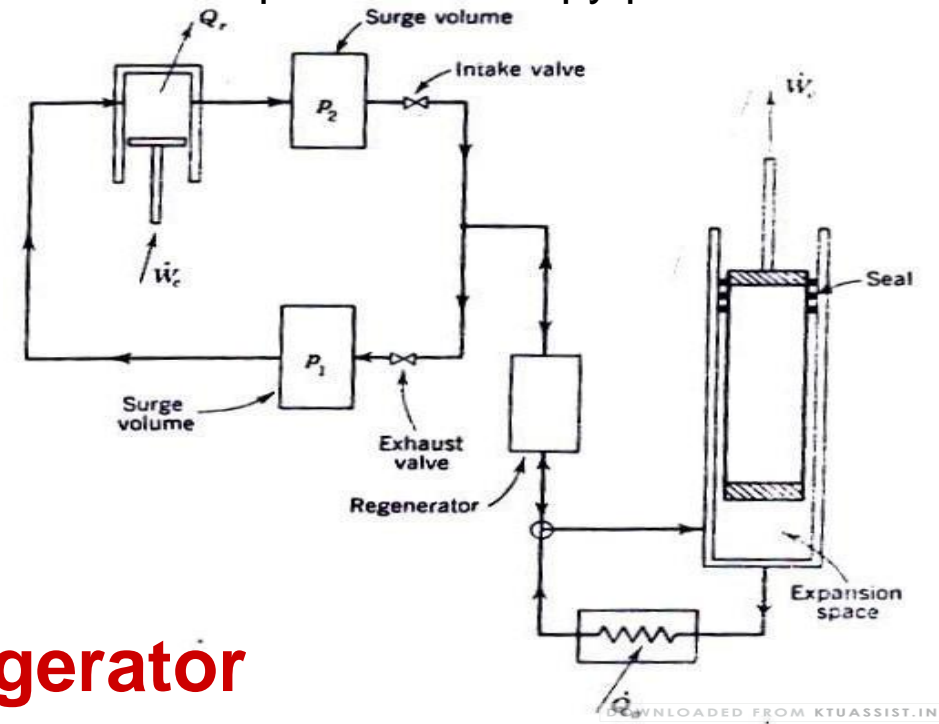 Surge volume
Q̇r
Intake valve
P2
Ẇc
Ẇe
Seal
P1
Surge
volume
Exhaust
valve
Regenerator
Expansion
space
gerator
Q̇a
DOWNLOADED FROM KTUASSIST.IN